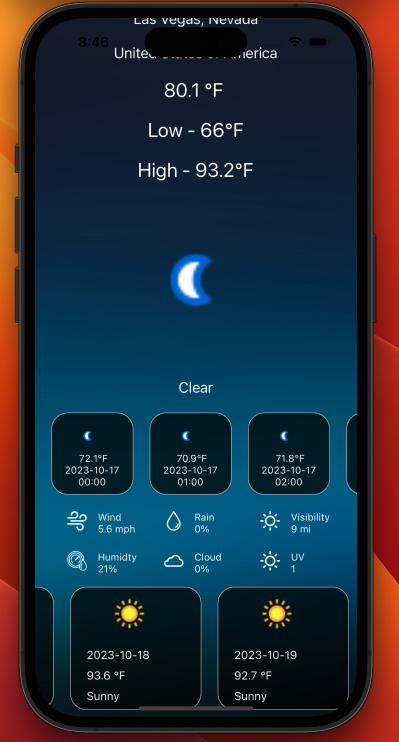 Las Vegas, Nevada
8:46
United States of America
80.1 °F
Low - 66°F
High - 93.2°F
Clear
72.1°F
2023-10-17
00:00
70.9°F
2023-10-17
01:00
71.8°F
2023-10-17
02:00
Wind
5.6 mph
Rain
0%
Visibility
9 mi
Humidty
21%
Cloud
0%
UV
1
2023-10-18
93.6 °F
Sunny
2023-10-19
92.7 °F
Sunny